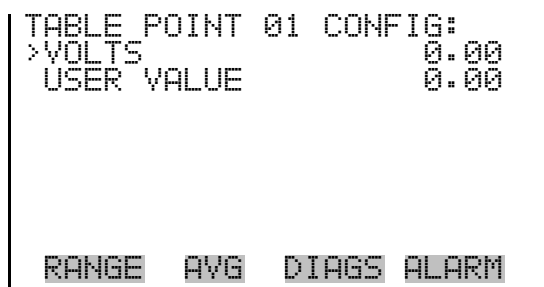 TABLE POINT 01 CONFIG:
>VOLTS 0.00
USER VALUE 0.00
RANGE AVG DIAGS ALARM